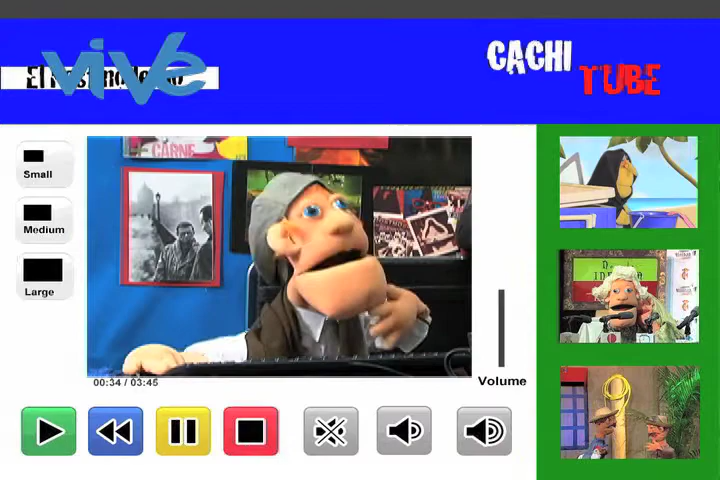 vive
CACHI
TUBE
Small
Medium
Large
CARNE
00:34 / 03:45
Volume